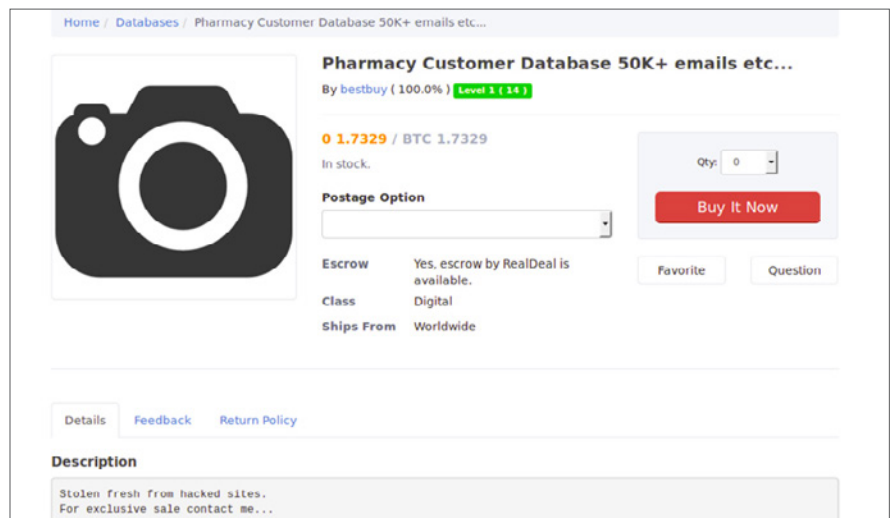 Home / Databases / Pharmacy Customer Database 50K+ emails etc...
Pharmacy Customer Database 50K+ emails etc...
By bestbuy ( 100.0% ) Level 1 ( 14 )
0 1.7329 / BTC 1.7329
In stock.
Qty: 0
Buy It Now
Postage Option
Escrow Yes, escrow by RealDeal is
available.
Favorite Question
Class Digital
Ships From Worldwide
Details Feedback Return Policy
Description
Stolen fresh from hacked sites.
For exclusive sale contact me...